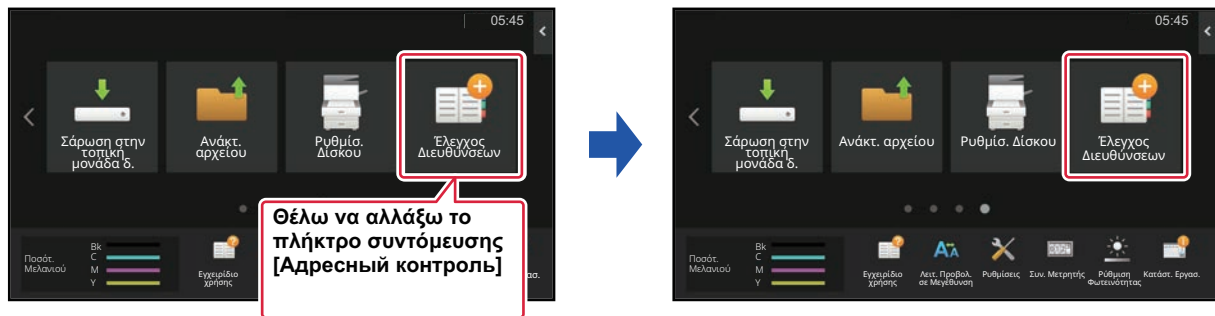 05:45
Σάρωση στην
τοπική
μονάδα δ.
Ανάκτ.
αρχείου
Ρυθμίσ.
Δίσκου
Έλεγχος
Διευθύνσεων
Θέλω να αλλάξω το
πλήκτρο συντόμευσης
[Адресный контроль]
Ποσότ.
Μελανιού
Bk
C
M
Y
Εγχειρίδιο
χρήσης
ασ.
05:45
Σάρωση στην
τοπική
μονάδα δ.
Ανάκτ. αρχείου
Ρυθμίσ. Δίσκου
Έλεγχος
Διευθύνσεων
Ποσότ.
Μελανιού
Bk
C
M
Y
Εγχειρίδιο
χρήσης
Λειτ. Προβολ.
σε Μεγέθυνση
Ρυθμίσεις
Συν. Μετρητής
Ρύθμιση
Φωτεινότητας
Κατάστ. Εργασ.